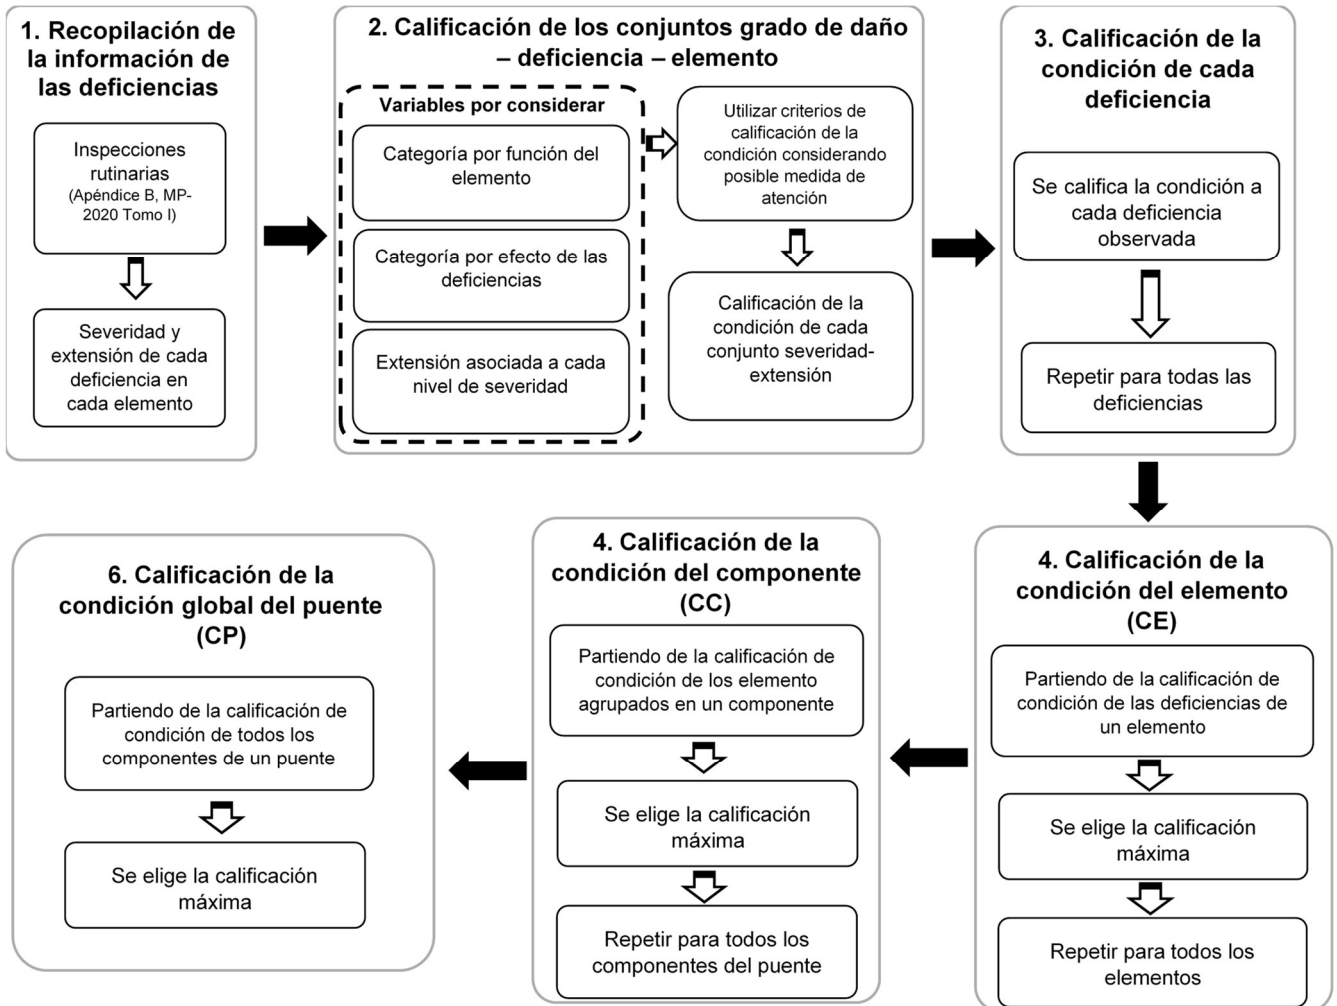 1. Recopilación de
la información de
las deficiencias
Inspecciones
rutinarias
(Apéndice B, MP-
2020 Tomo I)
Severidad y
extensión de cada
deficiencia en
cada elemento
2. Calificación de los conjuntos grado de daño
– deficiencia – elemento
Variables por considerar
Categoría por función del
elemento
Categoría por efecto de las
deficiencias
Extensión asociada a cada
nivel de severidad
Utilizar criterios de
calificación de la
condición considerando
posible medida de
atención
Calificación de la
condición de cada
conjunto severidad-
extensión
3. Calificación de la
condición de cada
deficiencia
Se califica la condición a
cada deficiencia
observada
Repetir para todas las
deficiencias
4. Calificación de la
condición del elemento
(CE)
Partiendo de la calificación de
condición de las deficiencias de
un elemento
Se elige la calificación
máxima
Repetir para todos los
elementos
4. Calificación de la
condición del componente
(CC)
Partiendo de la calificación de
condición de los elemento
agrupados en un componente
Se elige la calificación
máxima
Repetir para todos los
componentes del puente
6. Calificación de la
condición global del puente
(CP)
Partiendo de la calificación de
condición de todos los
componentes de un puente
Se elige la calificación
máxima